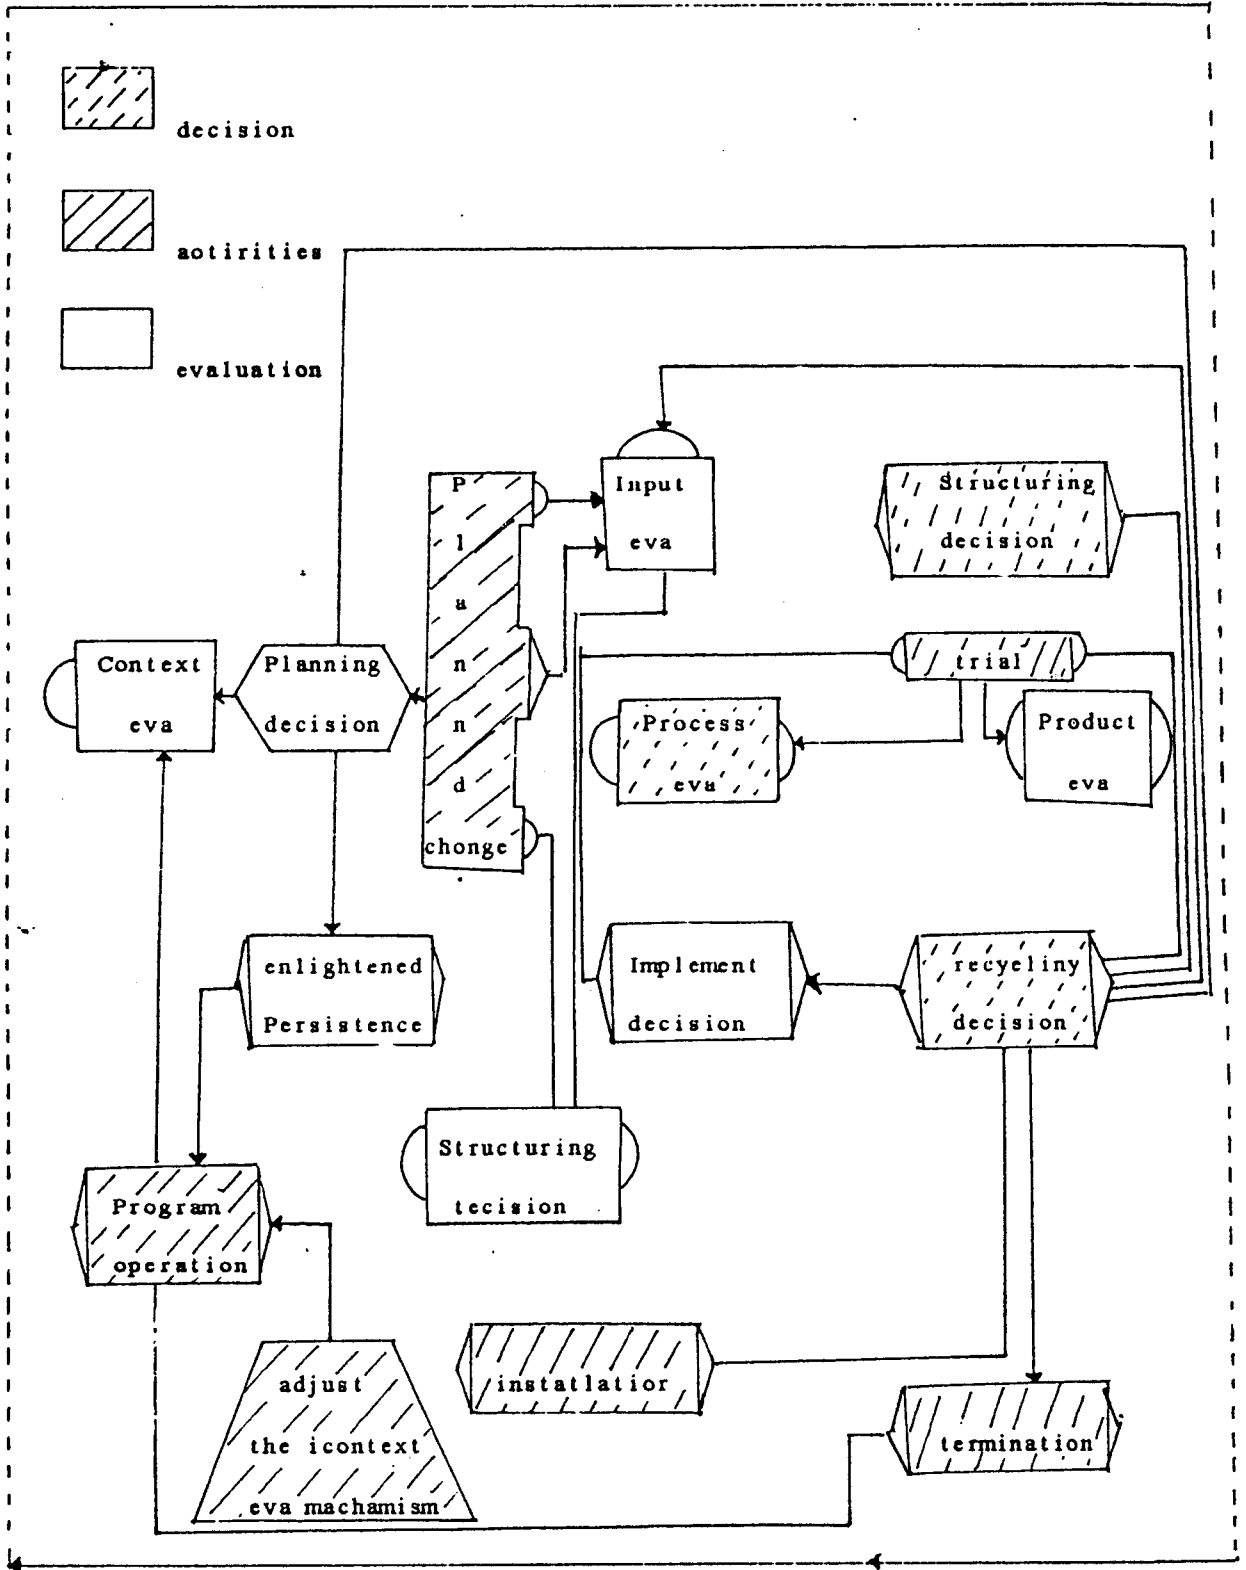 decision
aotirities
evaluation
P
l
a
n
n
d
chonge
Input
eva
Structuring
decision
Context
eva
Planning
decision
trial
Process
eva
Product
eva
enlightened
Persistence
Implement
decision
recyeliny
decision
Structuring
tecision
Program
operation
adjust
the icontext
eva machamism
instatlatior
termination